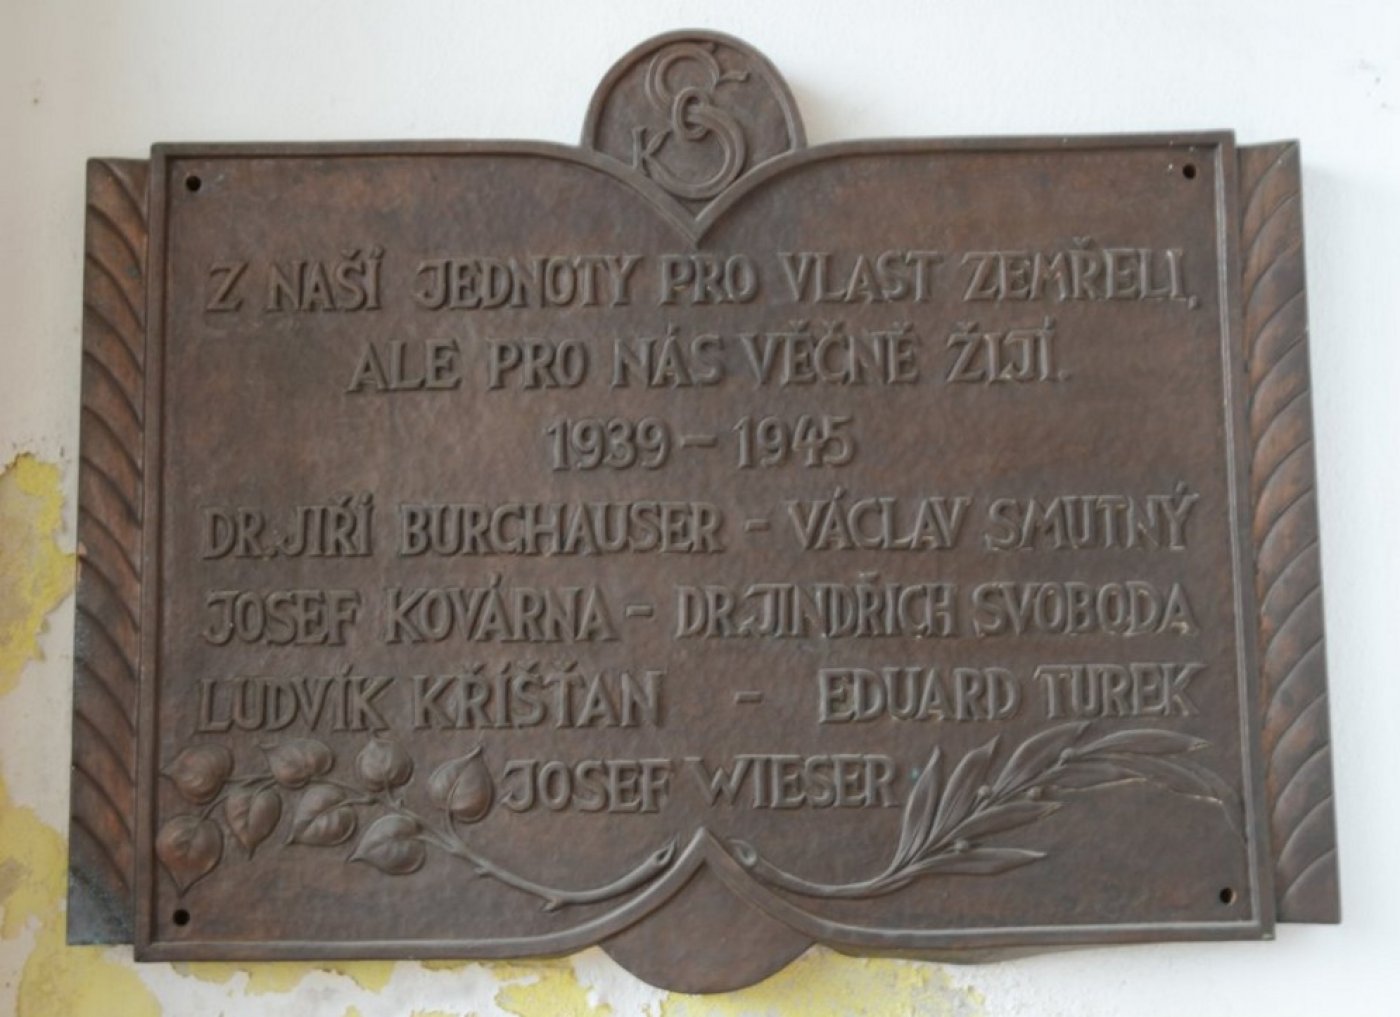 Z NAŠÍ JEDNOTY PRO VLAST ZEMŘELI,
ALE PRO NÁS VĚČNĚ ŽIJÍ.
1939 – 1945
DR. JIŘÍ BURCHAUSER - VÁCLAV SMUTNÝ
JOSEF KOVÁRNA - DR. JINDŘICH SVOBODA
LUDVÍK KŘÍŠŤAN - EDUARD TUREK
JOSEF WIESER